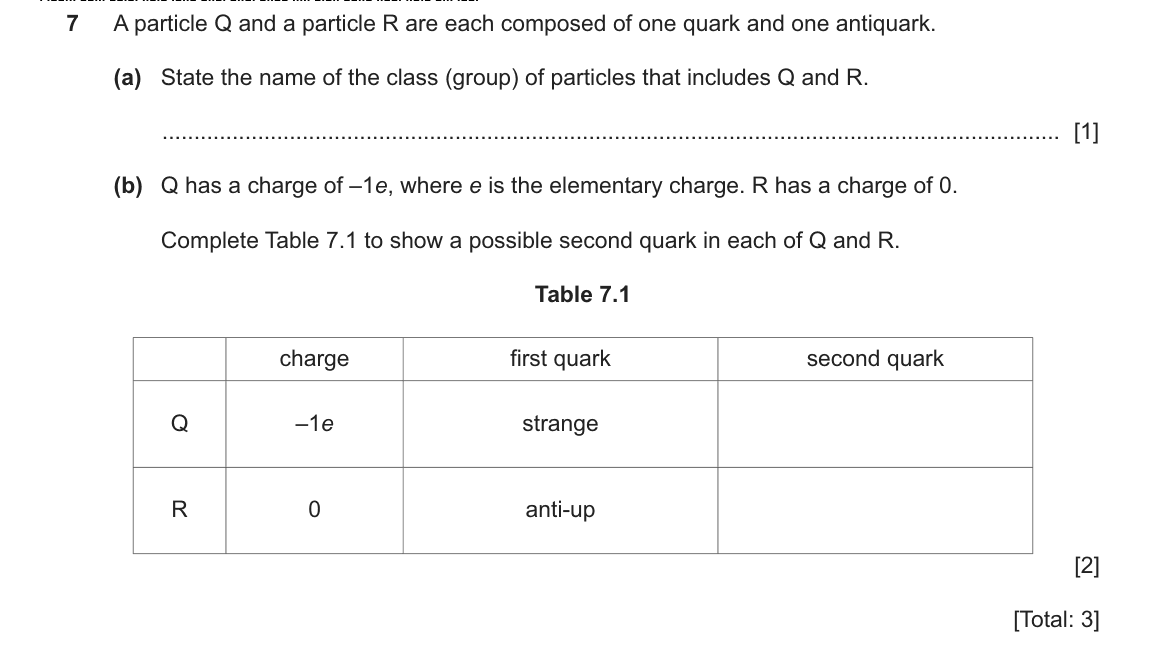 7 A particle Q and a particle R are each composed of one quark and one antiquark.
(a) State the name of the class (group) of particles that includes Q and R.
.................................................................................................................................... [1]
(b) Q has a charge of –1e, where e is the elementary charge. R has a charge of 0.
Complete Table 7.1 to show a possible second quark in each of Q and R.
Table 7.1
charge first quark second quark
Q –1e strange
R 0 anti-up
[2]
[Total: 3]